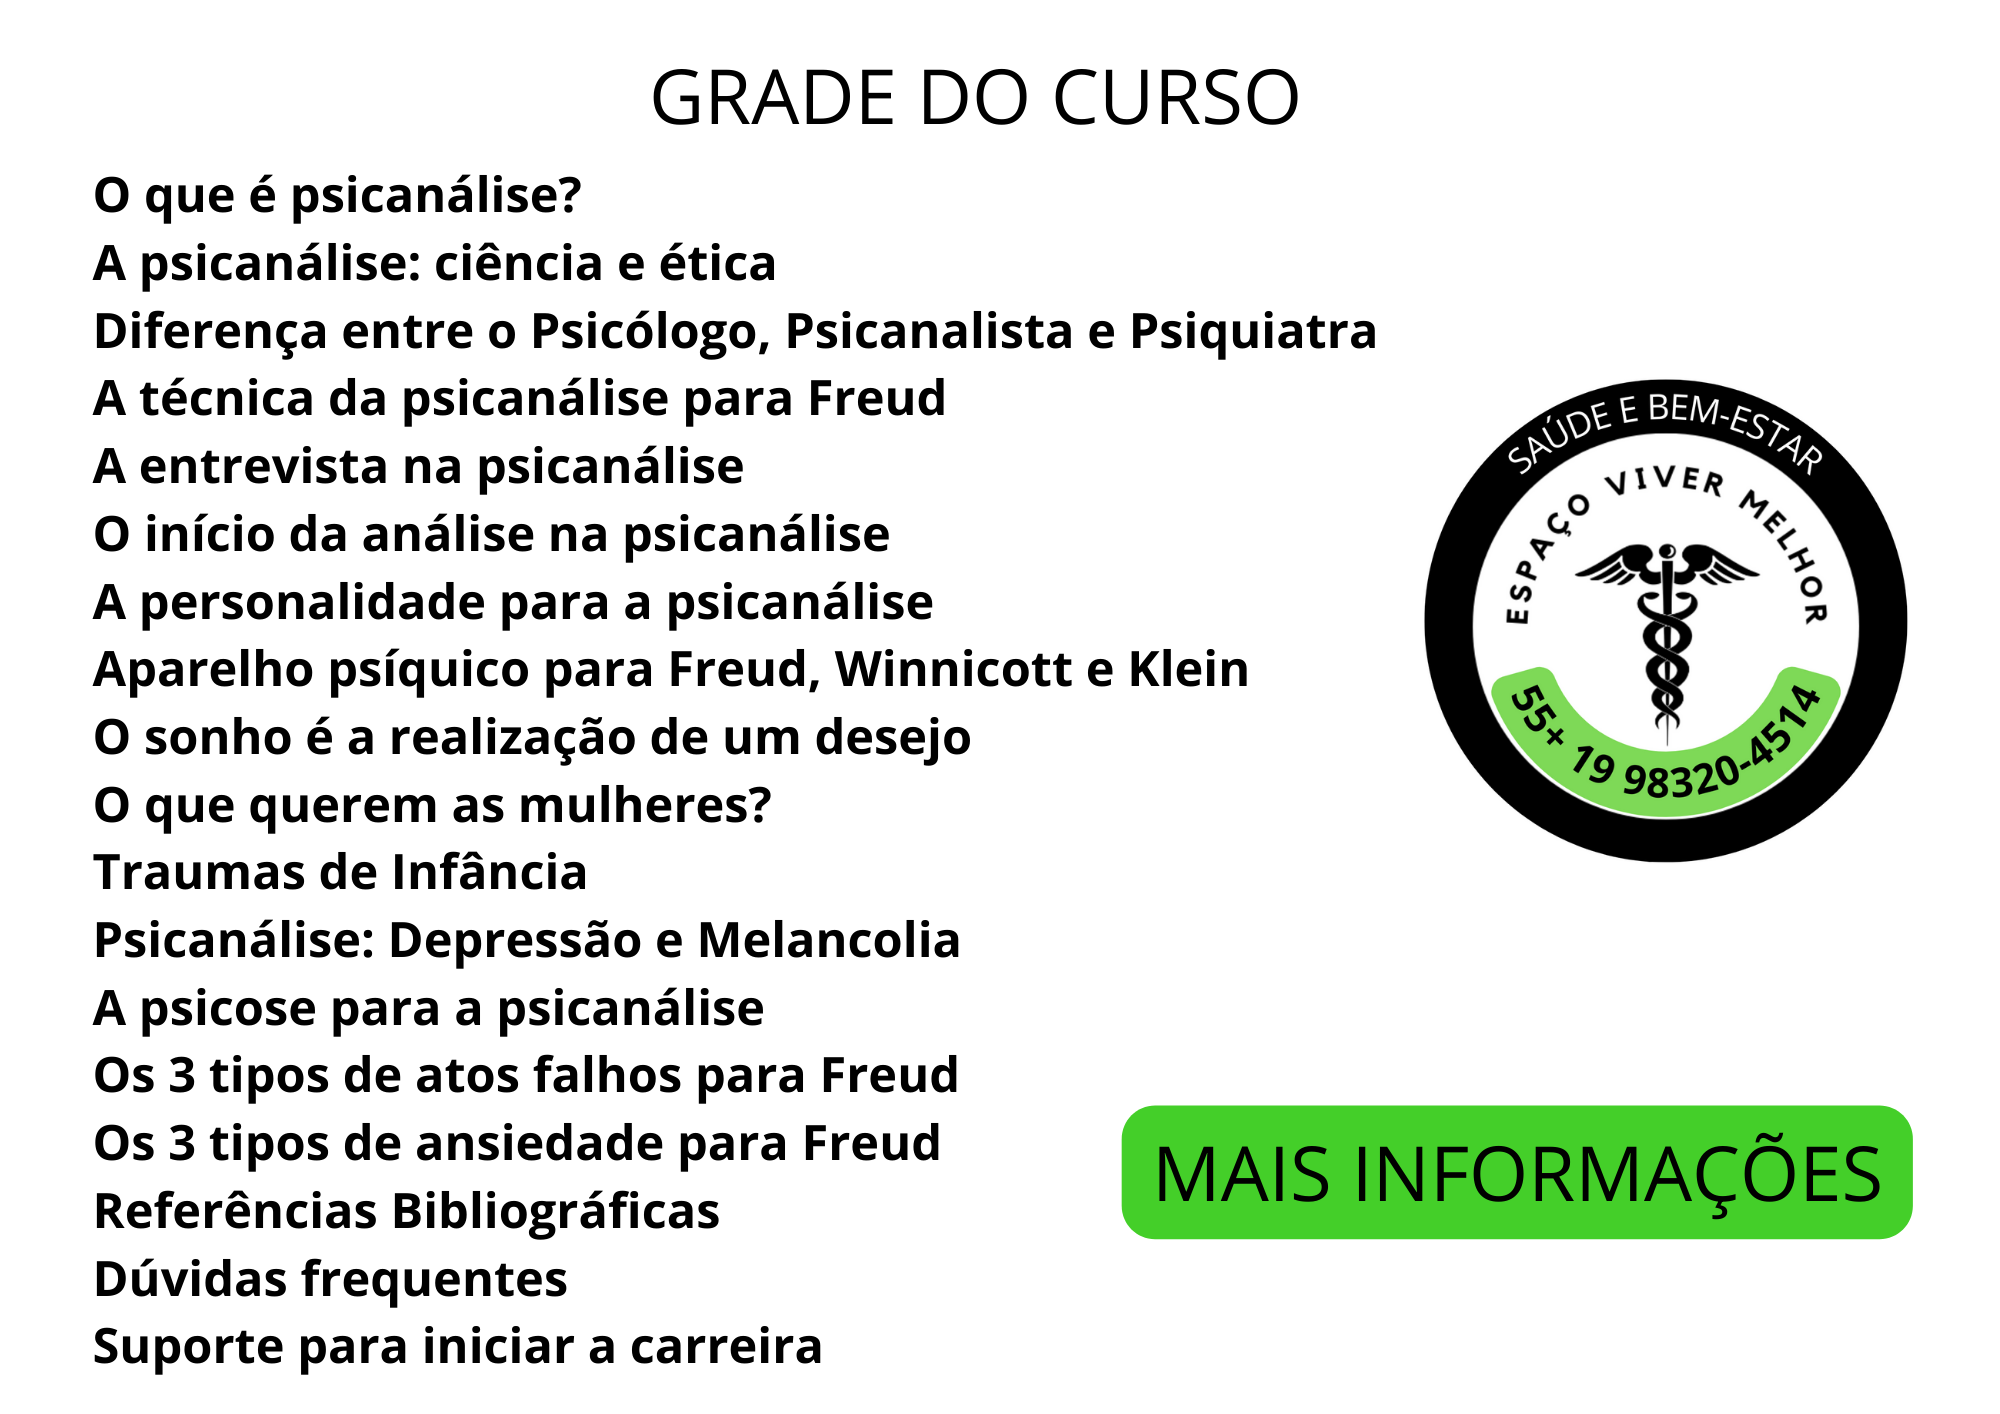 GRADE DO CURSO
O que é psicanálise?
A psicanálise: ciência e ética
Diferença entre o Psicólogo, Psicanalista e Psiquiatra
A técnica da psicanálise para Freud
A entrevista na psicanálise
O início da análise na psicanálise
A personalidade para a psicanálise
Aparelho psíquico para Freud, Winnicott e Klein
O sonho é a realização de um desejo
O que querem as mulheres?
Traumas de Infância
Psicanálise: Depressão e Melancolia
A psicose para a psicanálise
Os 3 tipos de atos falhos para Freud
Os 3 tipos de ansiedade para Freud
Referências Bibliográficas
Dúvidas frequentes
Suporte para iniciar a carreira
SAÚDE E BEM-ESTAR
ESPAÇO VIVER MELHOR
55+ 19 98320-4514
MAIS INFORMAÇÕES